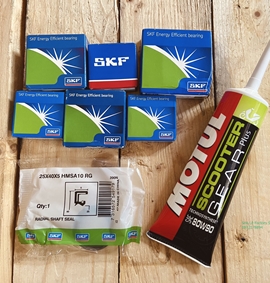 SKF Energy Efficient bearing
SKF
SKF
SKF Energy Efficient bearing
SKF
SKF Energy Efficient bearing
SKF
SKF Energy Efficient bearing
SKF
SKF Energy Efficient bearing
SKF
25X40X5 HMSA10 RG
Qty:1
RADIAL SHAFT SEAL
SKF
MOTUL
SCOOTER
GEAR Plus
80W90